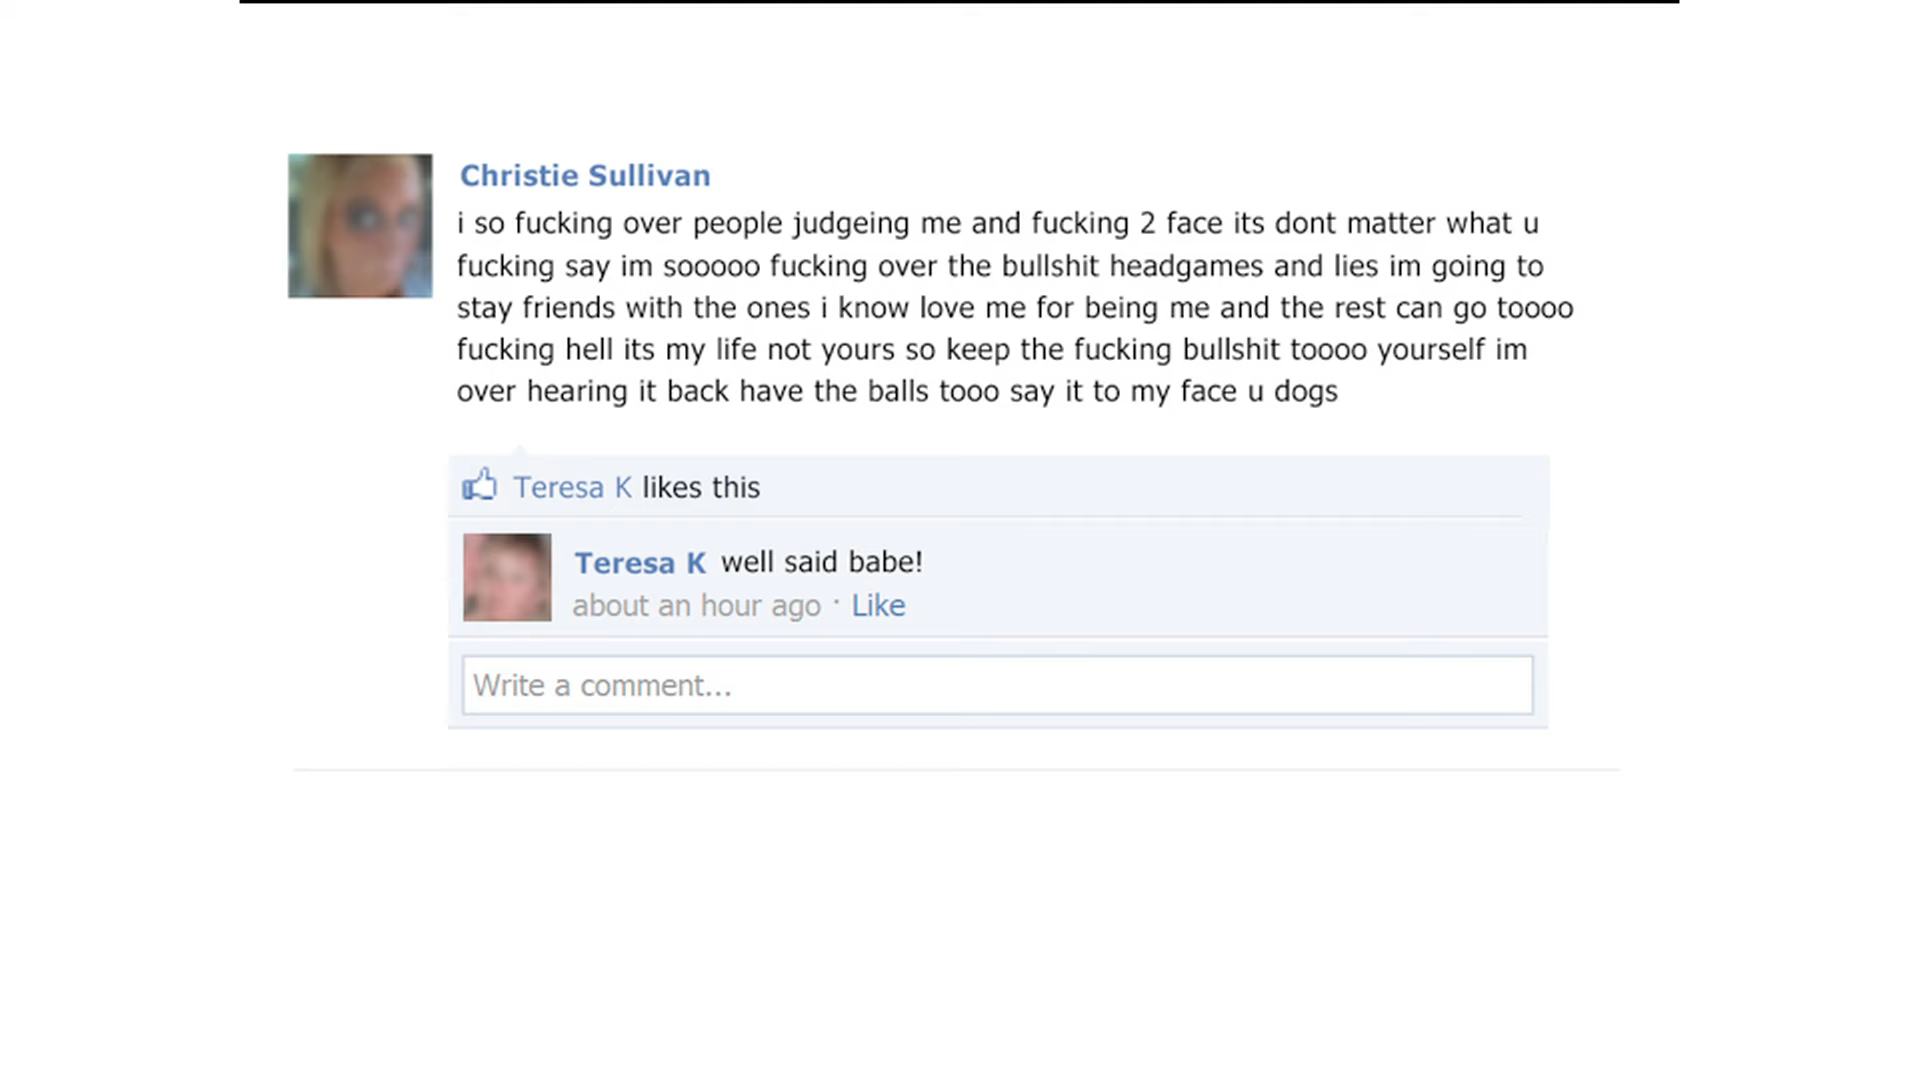 Christie Sullivan
i so fucking over people judgeing me and fucking 2 face its dont matter what u
fucking say im sooooo fucking over the bullshit headgames and lies im going to
stay friends with the ones i know love me for being me and the rest can go toooo
fucking hell its my life not yours so keep the fucking bullshit toooo yourself im
over hearing it back have the balls tooo say it to my face u dogs
Teresa K likes this
Teresa K well said babe!
about an hour ago · Like
Write a comment...